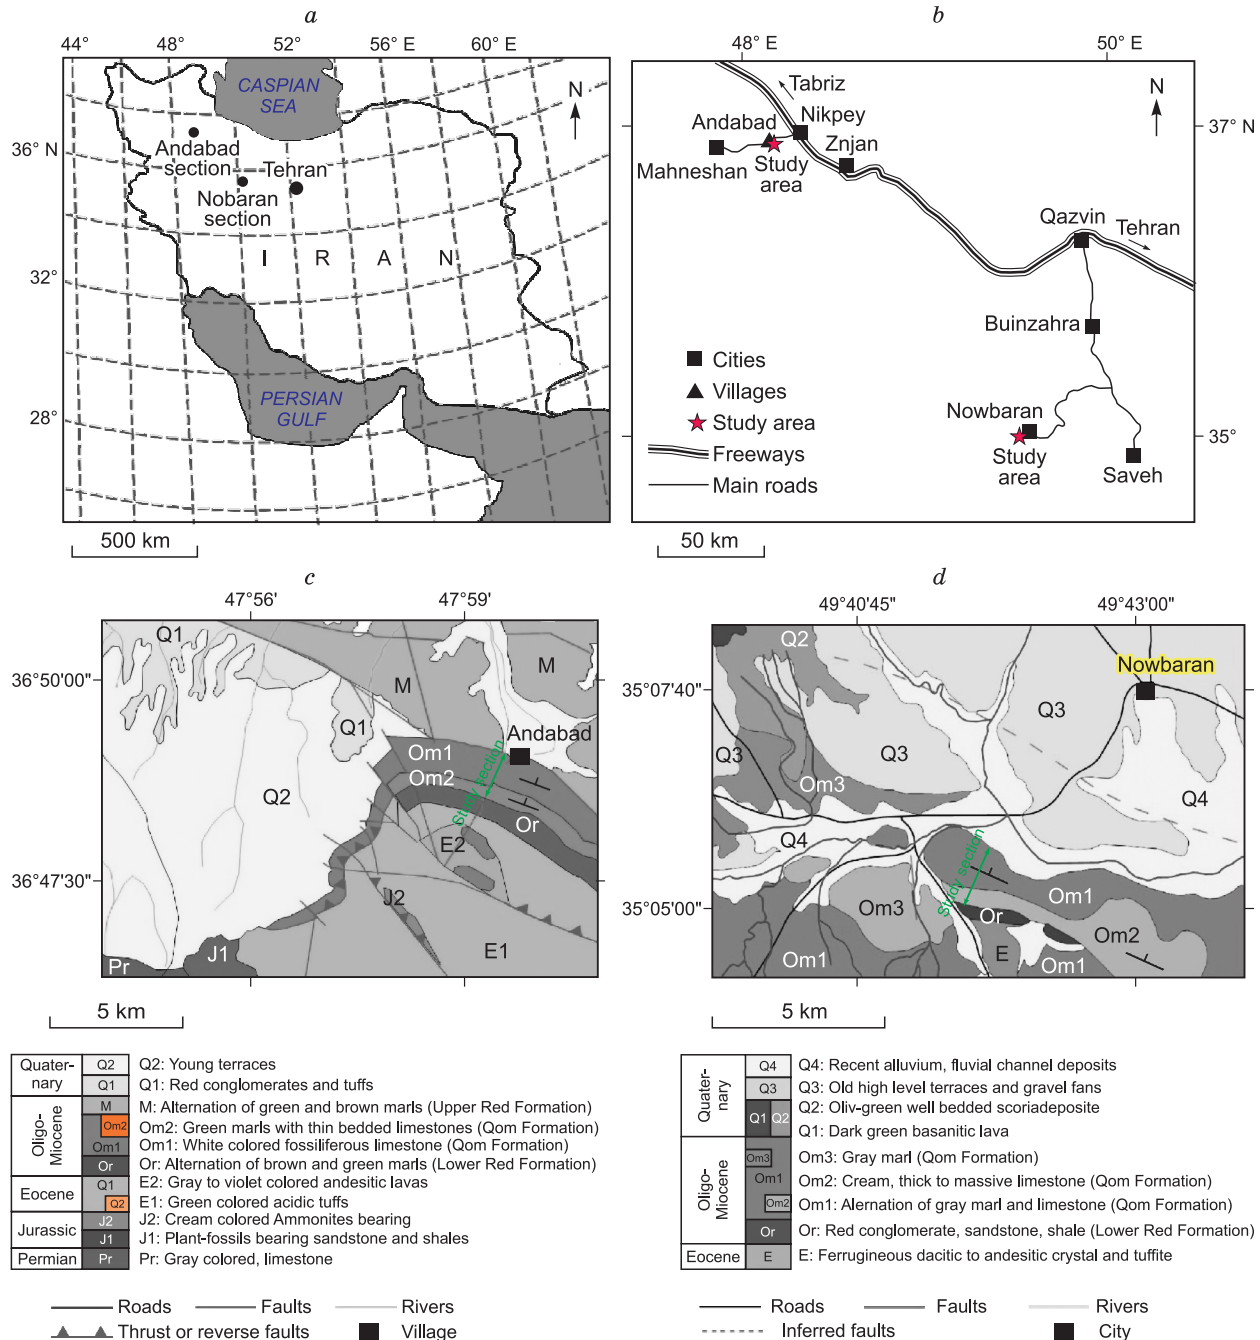 a
44°
48°
52°
56°
60° E
CASPIAN
SEA
N
36° N
Andabad
section
Tehran
Nobaran
section
I R A N
32°
PERSIAN
GULF
28°
500 km
b
48° E
50° E
Tabriz
N
Nikpey
Andabad
37° N
Znjan
Mahneshan
Study
area
Qazvin
Tehran
Buinzahra
Cities
Villages
Study area
Freeways
Main roads
Nowbaran
35°
Study
area
Saveh
50 km
c
47°56'
47°59'
Q1
M
36°50'00"
M
Q1
Andabad
Om1
Om2
Study section
Q2
Or
E2
36°47'30"
J2
E1
J1
Pr
5 km
d
49°40'45"
49°43'00"
Q2
Nowbaran
35°07'40"
Q3
Q3
Q3
Om3
Q4
Q4
Study section
Om1
Om3
Or
35°05'00"
Om2
Om1
E
Om1
5 km
Quater-
nary
Q2
Q2: Young terraces
Q1
Q1: Red conglomerates and tuffs
Oligo-
Miocene
M
M: Alternation of green and brown marls (Upper Red Formation)
Om2
Om2: Green marls with thin bedded limestones (Qom Formation)
Om1
Om1: White colored fossiliferous limestone (Qom Formation)
Or
Or: Alternation of brown and green marls (Lower Red Formation)
Eocene
Q1
E2: Gray to violet colored andesitic lavas
Q2
E1: Green colored acidic tuffs
Jurassic
J2
J2: Cream colored Ammonites bearing
J1
J1: Plant-fossils bearing sandstone and shales
Permian
Pr
Pr: Gray colored, limestone
Roads
Faults
Rivers
Thrust or reverse faults
Village
Quater-
nary
Q4
Q4: Recent alluvium, fluvial channel deposits
Q3
Q3: Old high level terraces and gravel fans
Q1
Q2
Q2: Oliv-green well bedded scoriadeposite
Q1: Dark green basanitic lava
Oligo-
Miocene
Om3
Om3: Gray marl (Qom Formation)
Om1
Om2: Cream, thick to massive limestone (Qom Formation)
Om2
Om1: Alernation of gray marl and limestone (Qom Formation)
Or
Or: Red conglomerate, sandstone, shale (Lower Red Formation)
Eocene
E
E: Ferrugineous dacitic to andesitic crystal and tuffite
Roads
Faults
Rivers
Inferred faults
City